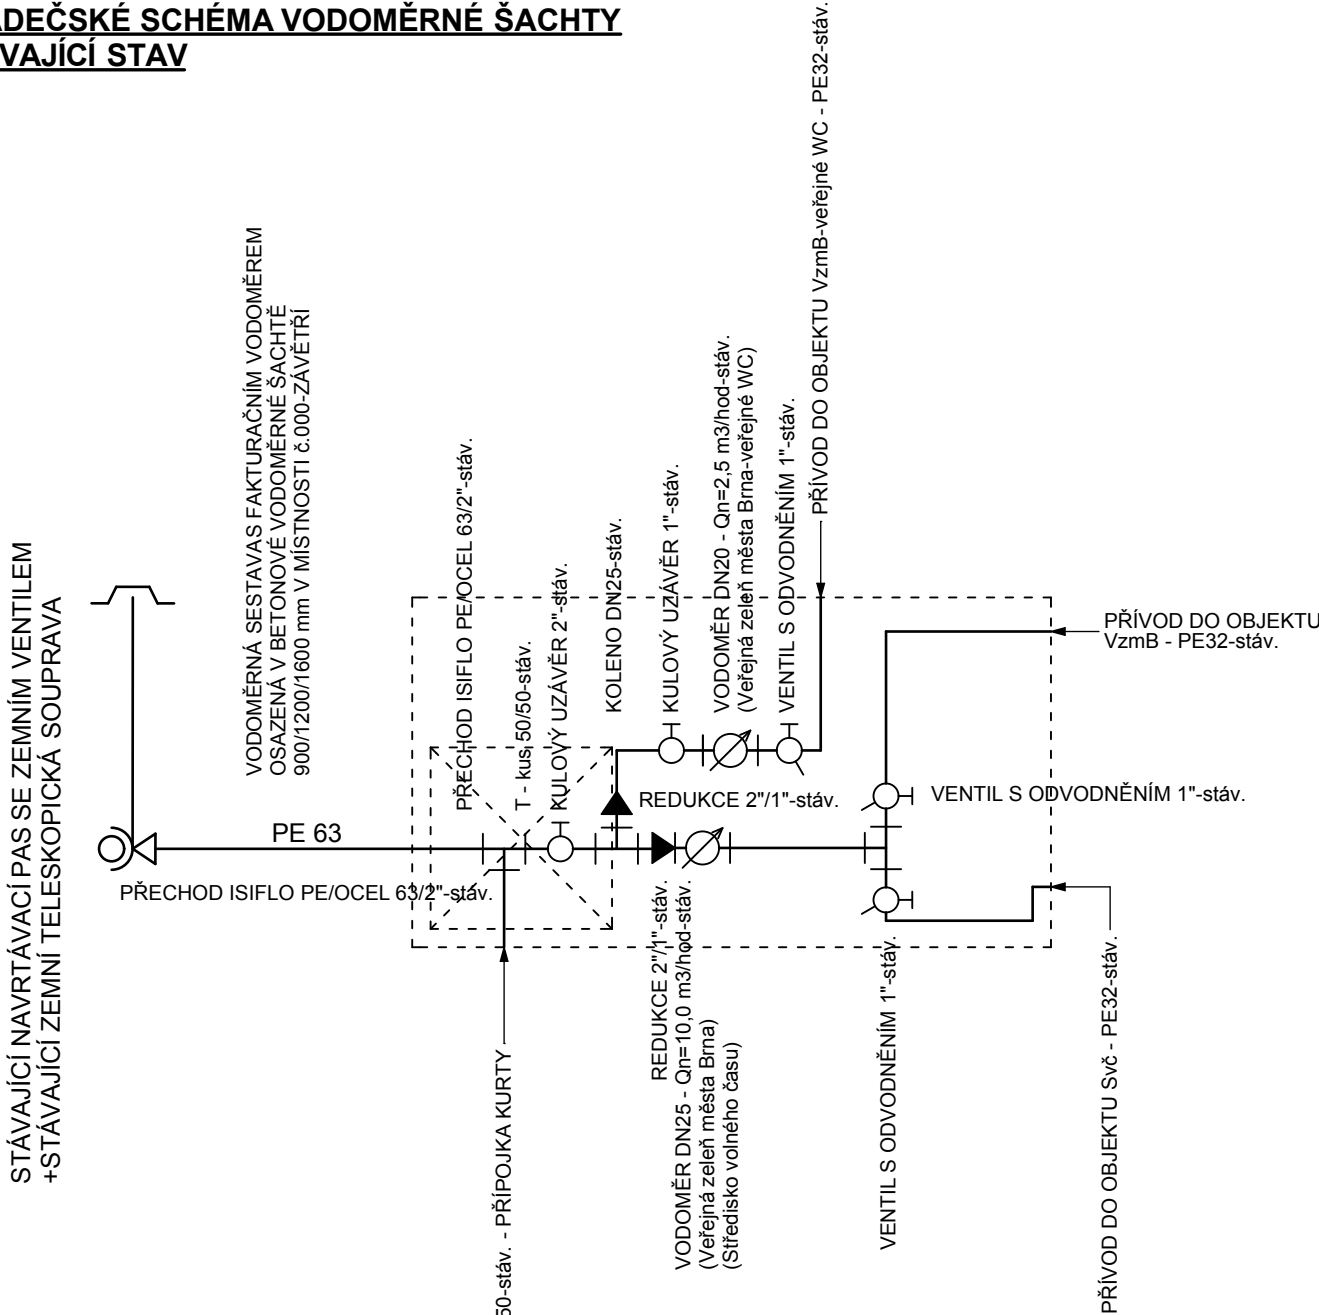 ADEČSKÉ SCHÉMA VODOMĚRNÉ ŠACHTY
VAJÍCÍ STAV
STÁVAJÍCÍ NAVRTÁVACÍ PAS SE ZEMNÍM VENTILEM
+STÁVAJÍCÍ ZEMNÍ TELESKOPICKÁ SOUPRAVA
VODOMĚRNÁ SESTAVAS FAKTURAČNÍM VODOMĚREM
OSAZENÁ V BETONOVÉ VODOMĚRNÉ ŠACHTĚ
900/1200/1600 mm V MÍSTNOSTI č.000-ZÁVĚTŘÍ
PE 63
PŘECHOD ISIFLO PE/OCEL 63/2"-stáv.
PŘECHOD ISIFLO PE/OCEL 63/2"-stáv.
T - kus 50/50-stáv.
KULOVÝ UZÁVĚR 2"-stáv.
KOLENO DN25-stáv.
KULOVÝ UZÁVĚR 1"-stáv.
VODOMĚR DN20 - Qn=2,5 m3/hod-stáv.
(Veřejná zeleň města Brna-veřejné WC)
VENTIL S ODVODNĚNÍM 1"-stáv.
PŘÍVOD DO OBJEKTU VzmB-veřejné WC - PE32-stáv.
PŘÍVOD DO OBJEKTU
VzmB - PE32-stáv.
REDUKCE 2"/1"-stáv.
VENTIL S ODVODNĚNÍM 1"-stáv.
50-stáv. - PŘÍPOJKA KURTY
REDUKCE 2"/1"-stáv.
VODOMĚR DN25 - Qn=10,0 m3/hod-stáv.
(Veřejná zeleň města Brna)
(Středisko volného času)
VENTIL S ODVODNĚNÍM 1"-stáv.
PŘÍVOD DO OBJEKTU Svč - PE32-stáv.